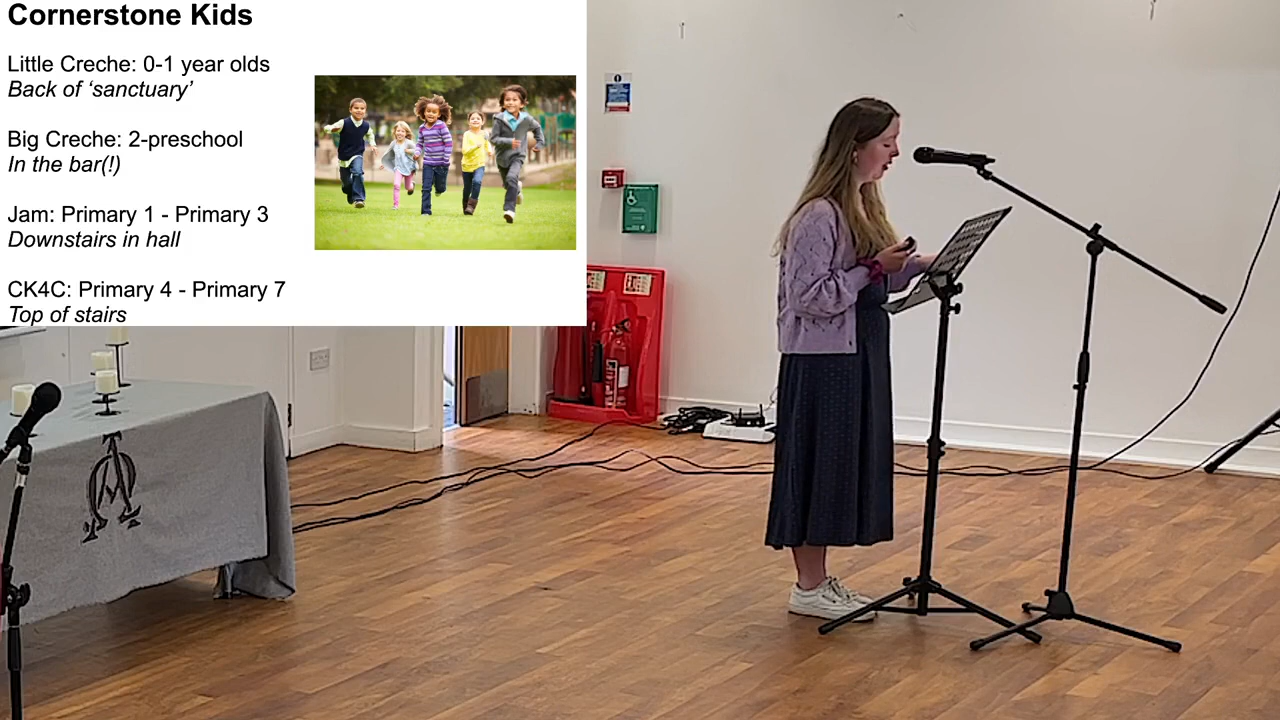 Cornerstone Kids
Little Creche: 0-1 year olds
Back of ‘sanctuary’
Big Creche: 2-preschool
In the bar(!)
Jam: Primary 1 - Primary 3
Downstairs in hall
CK4C: Primary 4 - Primary 7
Top of stairs